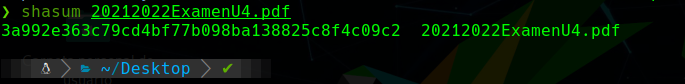 ❯ shasum 20212022ExamenU4.pdf
3a992e363c79cd4bf77b098ba138825c8f4c09c2  20212022ExamenU4.pdf
~/Desktop ✔